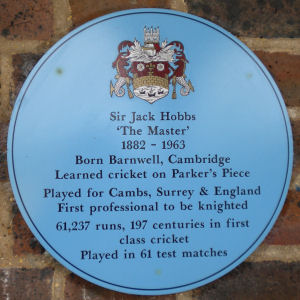 Sir Jack Hobbs
'The Master'
1882 - 1963
Born Barnwell, Cambridge
Learned cricket on Parker's Piece
Played for Cambs, Surrey & England
First professional to be knighted
61,237 runs, 197 centuries in first
class cricket
Played in 61 test matches